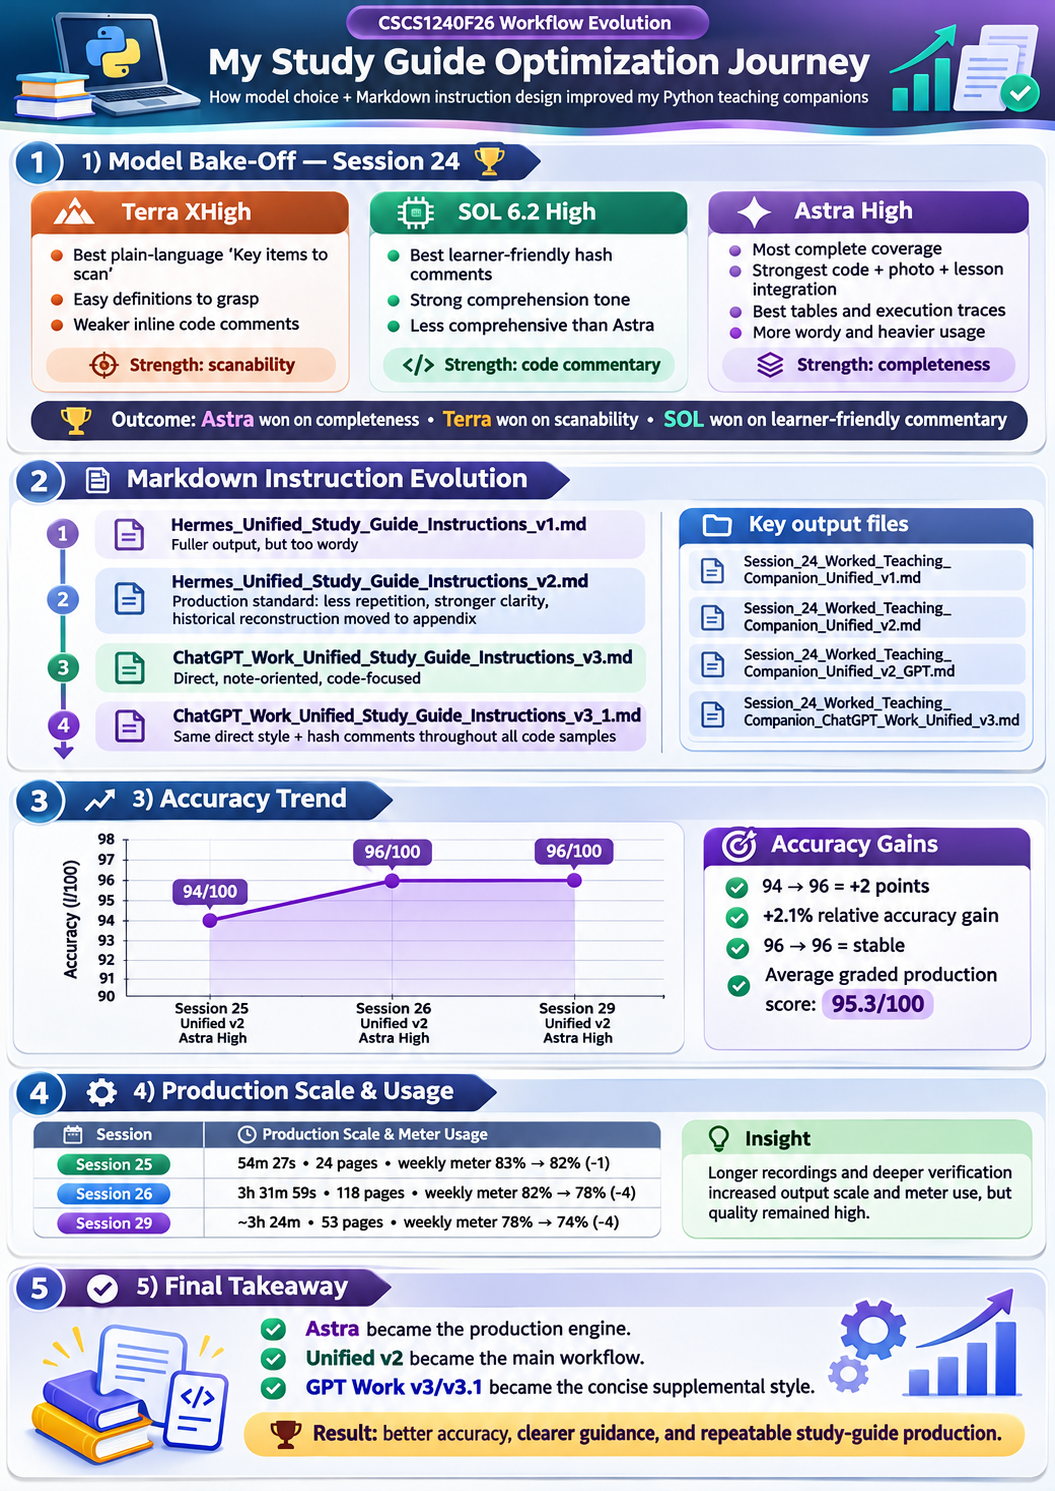 CSCS1240F26 Workflow Evolution
My Study Guide Optimization Journey
How model choice + Markdown instruction design improved my Python teaching companions
1
1) Model Bake-Off — Session 24
Terra XHigh
Best plain-language 'Key items to
scan'
Easy definitions to grasp
Weaker inline code comments
Strength: scanability
SOL 6.2 High
Best learner-friendly hash
comments
Strong comprehension tone
Less comprehensive than Astra
</> Strength: code commentary
Astra High
Most complete coverage
Strongest code + photo + lesson
integration
Best tables and execution traces
More wordy and heavier usage
Strength: completeness
Outcome: Astra won on completeness • Terra won on scanability • SOL won on learner-friendly commentary
2
Markdown Instruction Evolution
1
Hermes_Unified_Study_Guide_Instructions_v1.md
Fuller output, but too wordy
2
Hermes_Unified_Study_Guide_Instructions_v2.md
Production standard: less repetition, stronger clarity,
historical reconstruction moved to appendix
3
ChatGPT_Work_Unified_Study_Guide_Instructions_v3.md
Direct, note-oriented, code-focused
4
ChatGPT_Work_Unified_Study_Guide_Instructions_v3_1.md
Same direct style + hash comments throughout all code samples
Key output files
Session_24_Worked_Teaching_
Companion_Unified_v1.md
Session_24_Worked_Teaching_
Companion_Unified_v2.md
Session_24_Worked_Teaching_
Companion_Unified_v2_GPT.md
Session_24_Worked_Teaching_
Companion_ChatGPT_Work_Unified_v3.md
3
3) Accuracy Trend
Accuracy (l/100)
98
97
96
95
94
93
92
91
90
94/100
96/100
96/100
Session 25
Unified v2
Astra High
Session 26
Unified v2
Astra High
Session 29
Unified v2
Astra High
Accuracy Gains
94 → 96 = +2 points
+2.1% relative accuracy gain
96 → 96 = stable
Average graded production
score: 95.3/100
4
4) Production Scale & Usage
Session
Production Scale & Meter Usage
Session 25
54m 27s • 24 pages • weekly meter 83% → 82% (-1)
Session 26
3h 31m 59s • 118 pages • weekly meter 82% → 78% (-4)
Session 29
~3h 24m • 53 pages • weekly meter 78% → 74% (-4)
Insight
Longer recordings and deeper verification
increased output scale and meter use, but
quality remained high.
5
5) Final Takeaway
</>
Astra became the production engine.
Unified v2 became the main workflow.
GPT Work v3/v3.1 became the concise supplemental style.
Result: better accuracy, clearer guidance, and repeatable study-guide production.